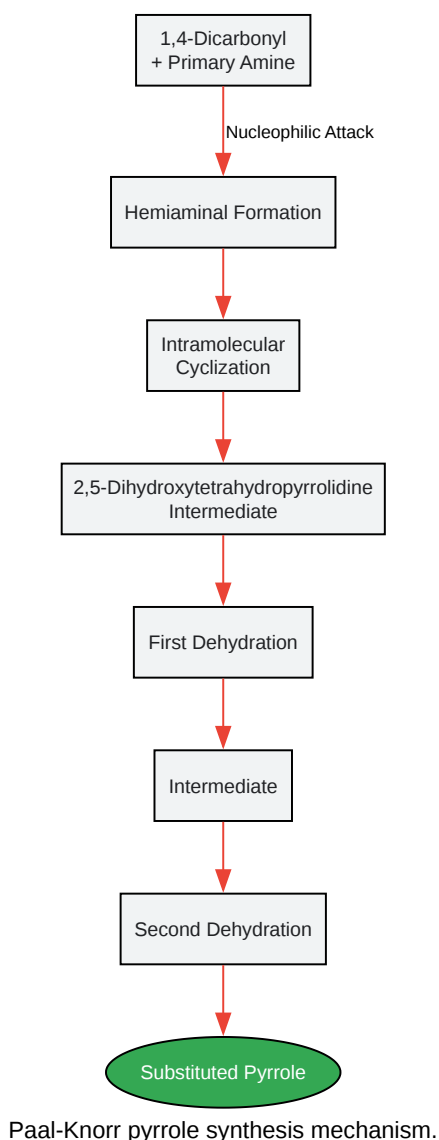 1,4-Dicarbonyl
+ Primary Amine
Nucleophilic Attack
Hemiaminal Formation
Intramolecular
Cyclization
2,5-Dihydroxytetrahydropyrrolidine
Intermediate
First Dehydration
Intermediate
Second Dehydration
Substituted Pyrrole
Paal-Knorr pyrrole synthesis mechanism.